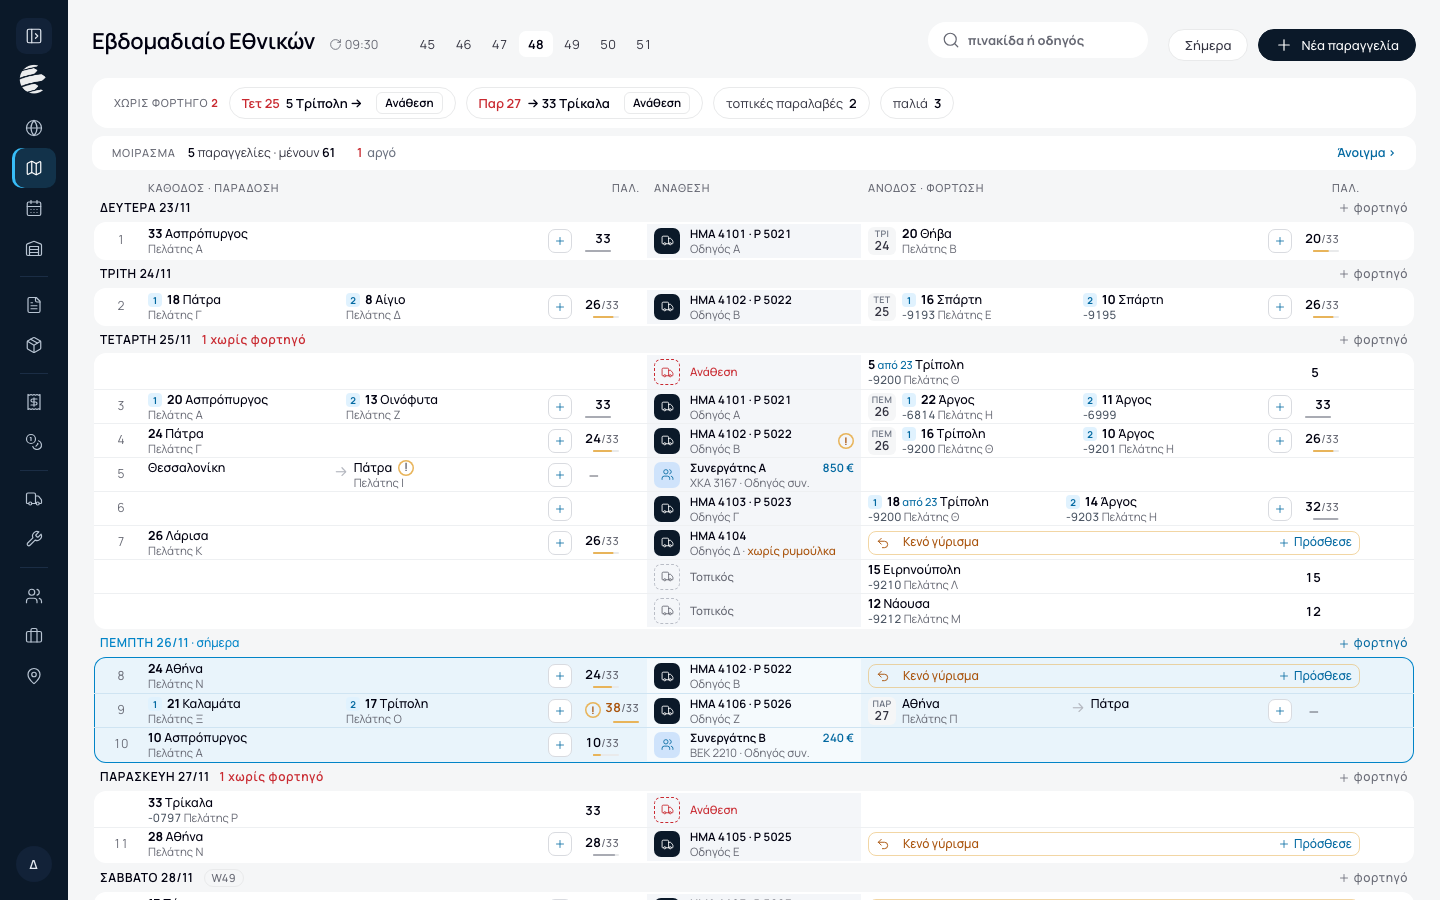 Εβδομαδιαίο Εθνικών 09:30 45 46 47 48 49 50 51 πινακίδα ή οδηγός Σήμερα Νέα παραγγελία
ΧΩΡΙΣ ΦΟΡΤΗΓΟ 2 Τετ 25 5 Τρίπολη → Ανάθεση Παρ 27 → 33 Τρίκαλα Ανάθεση τοπικές παραλαβές 2 παλιά 3
ΜΟΙΡΑΣΜΑ 5 παραγγελίες · μένουν 61 1 αργό Άνοιγμα ›
ΚΑΘΟΔΟΣ · ΠΑΡΑΔΟΣΗ ΠΑΛ. ΑΝΑΘΕΣΗ ΑΝΟΔΟΣ · ΦΟΡΤΩΣΗ ΠΑΛ.
ΔΕΥΤΕΡΑ 23/11 + φορτηγό
1 33 Ασπρόπυργος + 33 ΗΜΑ 4101 · Ρ 5021 ΤΡΙ 24 20 Θήβα + 20/33
Πελάτης Α Οδηγός Α Πελάτης Β
ΤΡΙΤΗ 24/11 + φορτηγό
2 1 18 Πάτρα 2 8 Αίγιο + 26/33 ΗΜΑ 4102 · Ρ 5022 ΤΕΤ 25 1 16 Σπάρτη 2 10 Σπάρτη + 26/33
Πελάτης Γ Πελάτης Δ Οδηγός Β -9193 Πελάτης Ε -9195
ΤΕΤΑΡΤΗ 25/11 1 χωρίς φορτηγό + φορτηγό
Ανάθεση 5 από 23 Τρίπολη 5
-9200 Πελάτης Θ
3 1 20 Ασπρόπυργος 2 13 Οινόφυτα + 33 ΗΜΑ 4101 · Ρ 5021 ΠΕΜ 26 1 22 Άργος 2 11 Άργος + 33
Πελάτης Α Πελάτης Ζ Οδηγός Α -6814 Πελάτης Η -6999
4 24 Πάτρα + 24/33 ΗΜΑ 4102 · Ρ 5022 ! ΠΕΜ 26 1 16 Τρίπολη 2 10 Άργος + 26/33
Πελάτης Γ Οδηγός Β -9200 Πελάτης Θ -9201 Πελάτης Η
5 Θεσσαλονίκη → Πάτρα ! + – Συνεργάτης Α 850 €
Πελάτης Ι ΧΚΑ 3167 · Οδηγός συν.
6 + ΗΜΑ 4103 · Ρ 5023 1 18 από 23 Τρίπολη 2 14 Άργος + 32/33
Οδηγός Γ -9200 Πελάτης Θ -9203 Πελάτης Η
7 26 Λάρισα + 26/33 ΗΜΑ 4104 Κενό γύρισμα + Πρόσθεσε
Πελάτης Κ Οδηγός Δ · χωρίς ρυμούλκα
Τοπικός 15 Ειρηνούπολη 15
-9210 Πελάτης Λ
Τοπικός 12 Νάουσα 12
-9212 Πελάτης Μ
ΠΕΜΠΤΗ 26/11 · σήμερα + φορτηγό
8 24 Αθήνα + 24/33 ΗΜΑ 4102 · Ρ 5022 Κενό γύρισμα + Πρόσθεσε
Πελάτης Ν Οδηγός Β
9 1 21 Καλαμάτα 2 17 Τρίπολη + ! 38/33 ΗΜΑ 4106 · Ρ 5026 ΠΑΡ 27 Αθήνα → Πάτρα + –
Πελάτης Ξ Πελάτης Ο Οδηγός Ζ Πελάτης Π
10 10 Ασπρόπυργος + 10/33 Συνεργάτης Β 240 €
Πελάτης Α ΒΕΚ 2210 · Οδηγός συν.
ΠΑΡΑΣΚΕΥΗ 27/11 1 χωρίς φορτηγό + φορτηγό
33 Τρίκαλα 33 Ανάθεση
-0797 Πελάτης Ρ
11 28 Αθήνα + 28/33 ΗΜΑ 4105 · Ρ 5025 Κενό γύρισμα + Πρόσθεσε
Πελάτης Ν Οδηγός Ε
ΣΑΒΒΑΤΟ 28/11 W49 + φορτηγό
Δ